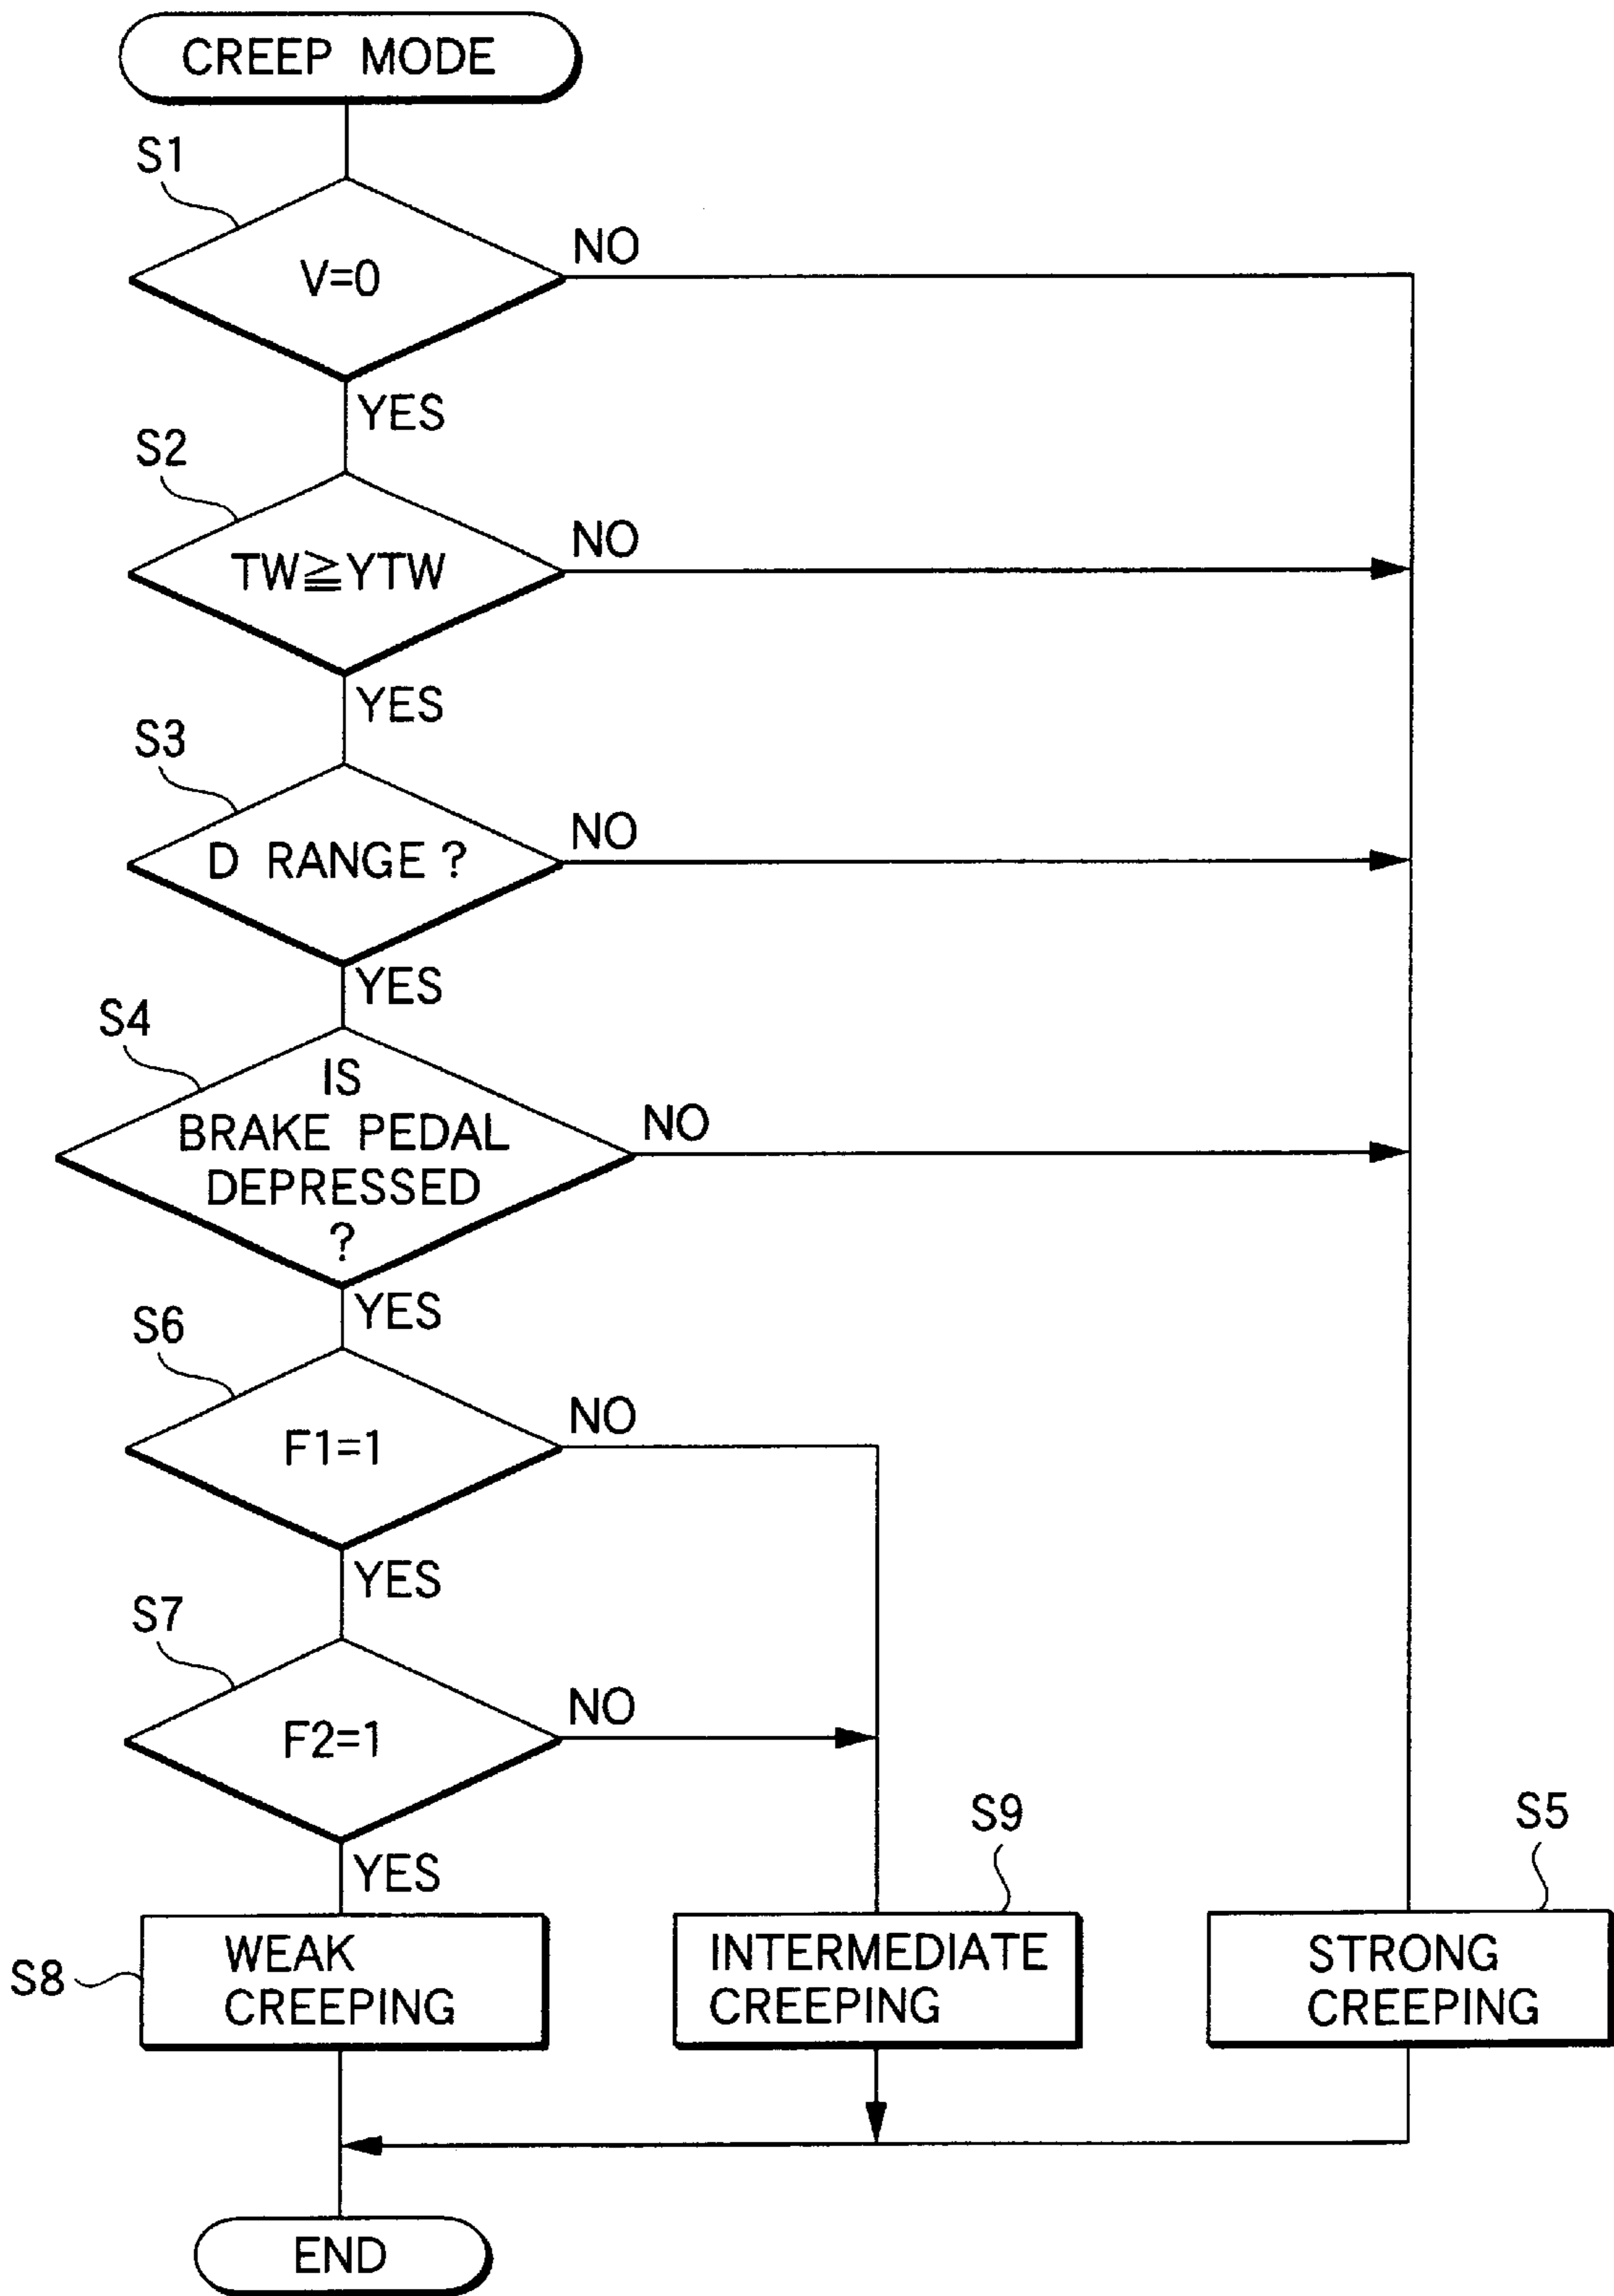 CREEP MODE
S1
V=0
NO
YES
S2
TW≧YTW
NO
YES
S3
D RANGE ?
NO
YES
S4
IS
BRAKE PEDAL
DEPRESSED
?
NO
YES
S6
F1=1
NO
YES
S7
F2=1
NO
YES
S8
WEAK
CREEPING
S9
INTERMEDIATE
CREEPING
S5
STRONG
CREEPING
END